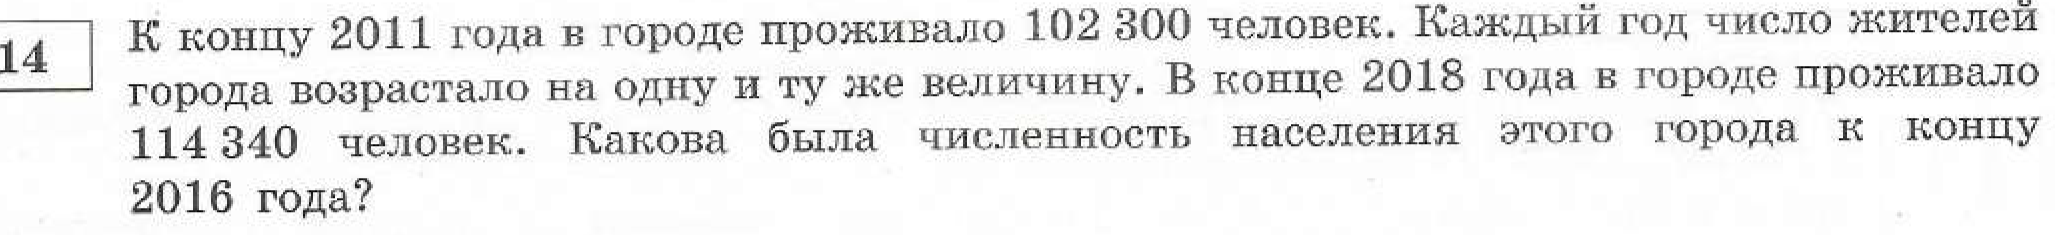 14
К концу 2011 года в городе проживало 102 300 человек. Каждый год число жителей
города возрастало на одну и ту же величину. В конце 2018 года в городе проживало
114 340 человек. Какова была численность населения этого города к концу
2016 года?